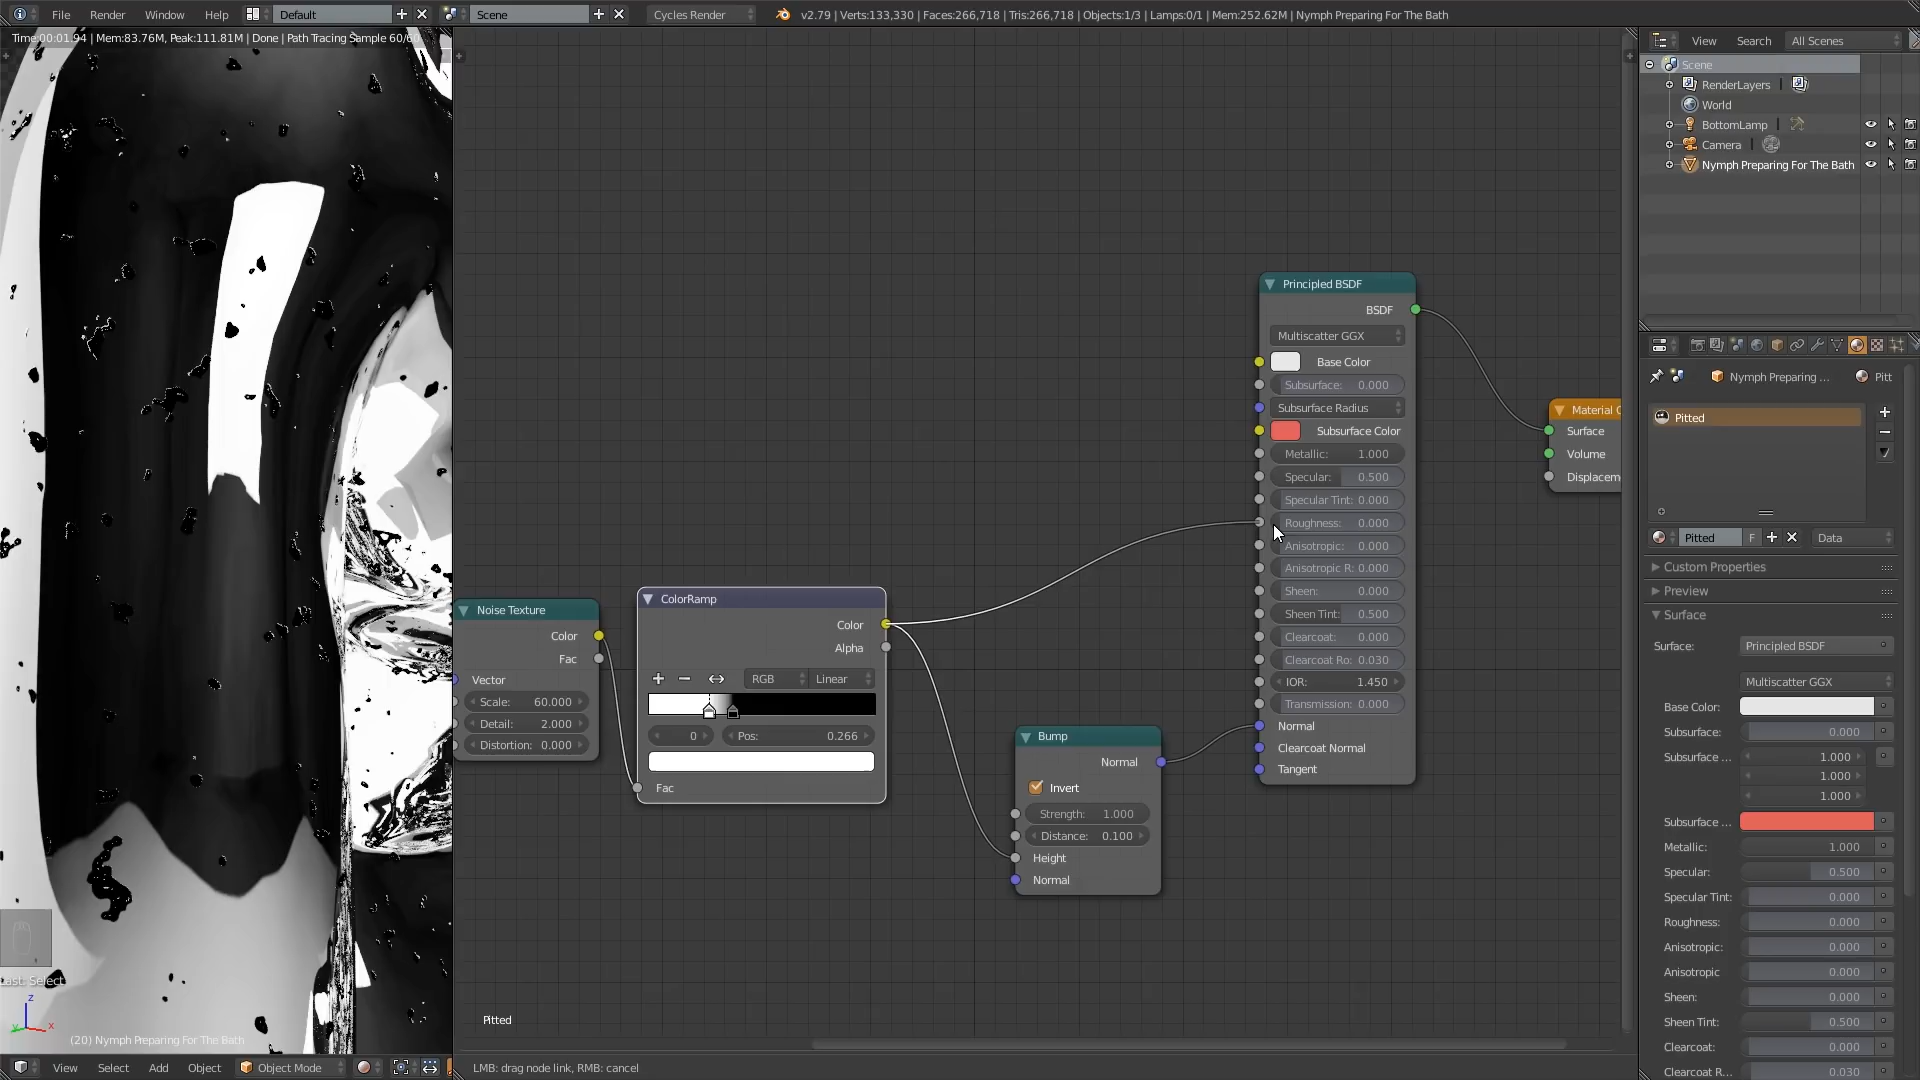 File Render Window Help Default Scene Cycles Render v2.79 | Verts:133,330 | Faces:266,718 | Tris:266,718 | Objects:1/3 | Lamps:0/1 | Mem:252.62M | Nymph Preparing For The Bath
Time:00:01.94 | Mem:83.76M, Peak:111.81M | Done | Path Tracing Sample 60/60
(20) Nymph Preparing For The Bath
z
x
View Select Add Object Object Mode
Noise Texture
Color
Fac
Vector
Scale: 60.000
Detail: 2.000
Distortion: 0.000
ColorRamp
Color
Alpha
RGB Linear
0 Pos: 0.266
Fac
Bump
Normal
Invert
Strength: 1.000
Distance: 0.100
Height
Normal
Principled BSDF
BSDF
Multiscatter GGX
Base Color
Subsurface: 0.000
Subsurface Radius
Subsurface Color
Metallic: 1.000
Specular: 0.500
Specular Tint: 0.000
Roughness: 0.000
Anisotropic: 0.000
Anisotropic R: 0.000
Sheen: 0.000
Sheen Tint: 0.500
Clearcoat: 0.000
Clearcoat Ro: 0.030
IOR: 1.450
Transmission: 0.000
Normal
Clearcoat Normal
Tangent
Material O
Surface
Volume
Displacem
Pitted
LMB: drag node link, RMB: cancel
View Search All Scenes
Scene
RenderLayers
World
BottomLamp
Camera
Nymph Preparing For The Bath
Nymph Preparing ... Pitt
Pitted
Pitted F Data
Custom Properties
Preview
Surface
Surface: Principled BSDF
Multiscatter GGX
Base Color:
Subsurface: 0.000
Subsurface ... 1.000
1.000
1.000
Subsurface ...
Metallic: 1.000
Specular: 0.500
Specular Tint: 0.000
Roughness: 0.000
Anisotropic: 0.000
Anisotropic 0.000
Sheen: 0.000
Sheen Tint: 0.500
Clearcoat: 0.000
Clearcoat R... 0.030